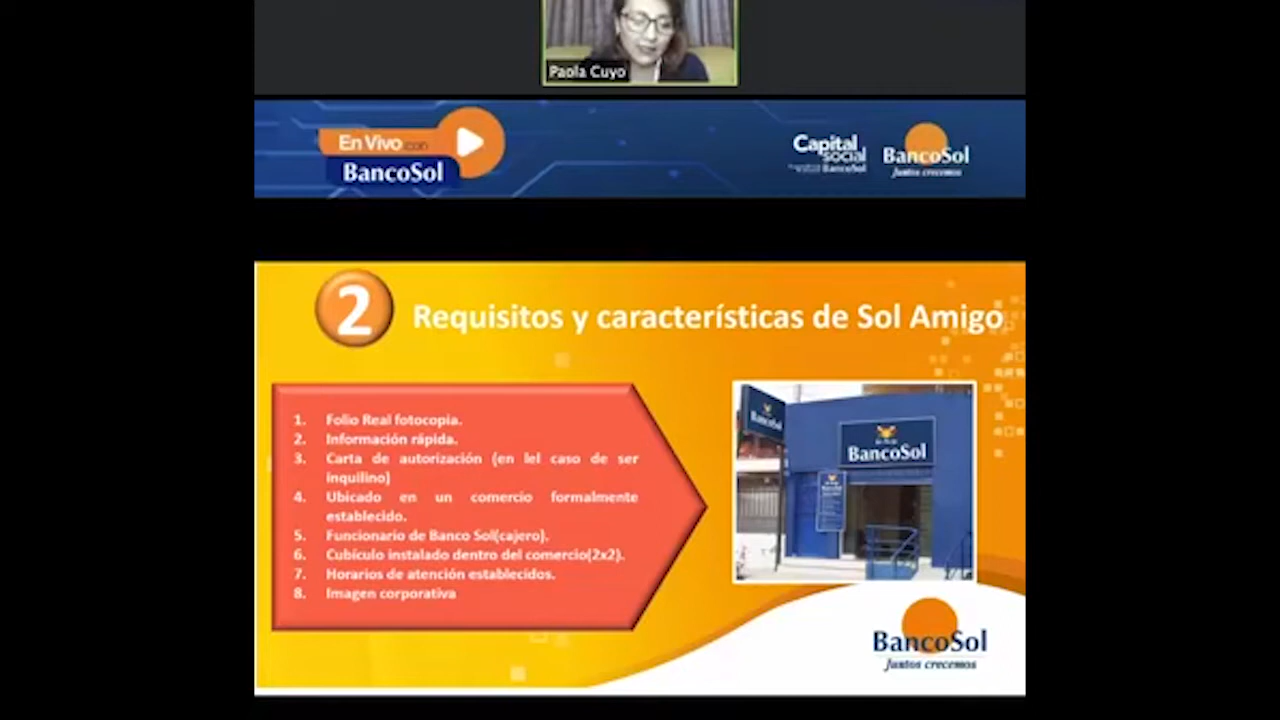 Paola Cuyo
En Vivo con
BancoSol
Capital
social
BancoSol
BancoSol
Juntos crecemos
2
Requisitos y características de Sol Amigo
1. Folio Real fotocopia.
2. Información rápida.
3. Carta de autorización (en lel caso de ser
inquilino)
4. Ubicado en un comercio formalmente
establecido.
5. Funcionario de Banco Sol(cajero).
6. Cubículo instalado dentro del comercio(2x2).
7. Horarios de atención establecidos.
8. Imagen corporativa
BancoSol
BancoSol
BancoSol
Juntos crecemos